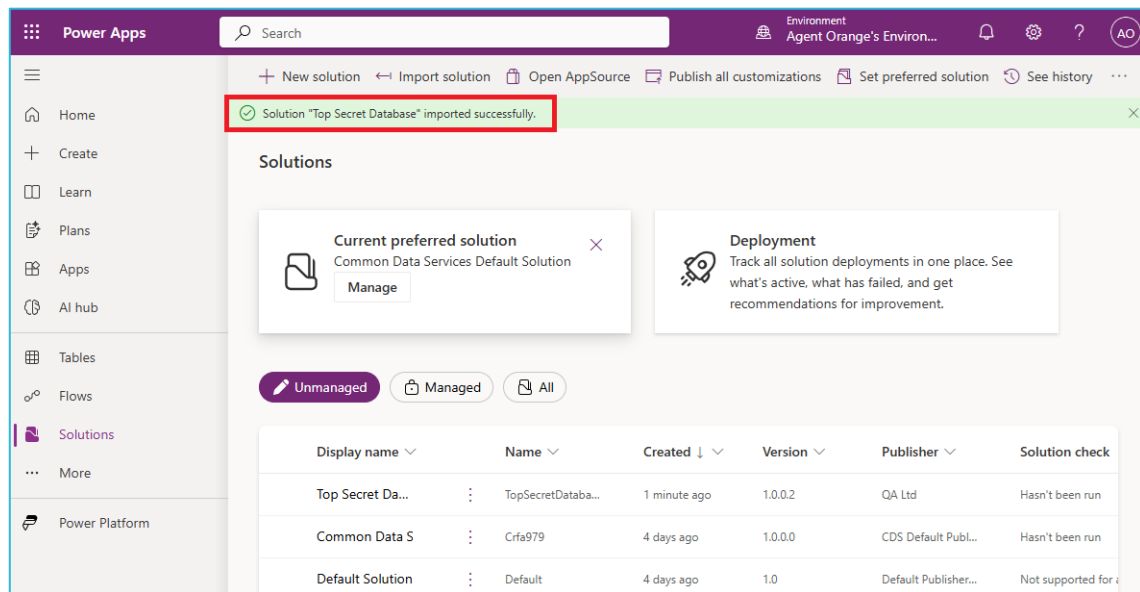 Power Apps
Search
Environment
Agent Orange's Environ...
?
AO
New solution
Import solution
Open AppSource
Publish all customizations
Set preferred solution
See history
...
Solution "Top Secret Database" imported successfully.
Home
Create
Learn
Plans
Apps
AI hub
Tables
Flows
Solutions
More
Power Platform
Solutions
Current preferred solution
Common Data Services Default Solution
Manage
Deployment
Track all solution deployments in one place. See
what's active, what has failed, and get
recommendations for improvement.
Unmanaged
Managed
All
Display name Name Created ↓ Version Publisher Solution check
Top Secret Da... TopSecretDataba... 1 minute ago 1.0.0.2 QA Ltd Hasn't been run
Common Data S Crfa979 4 days ago 1.0.0.0 CDS Default Publ... Hasn't been run
Default Solution Default 4 days ago 1.0 Default Publisher... Not supported for